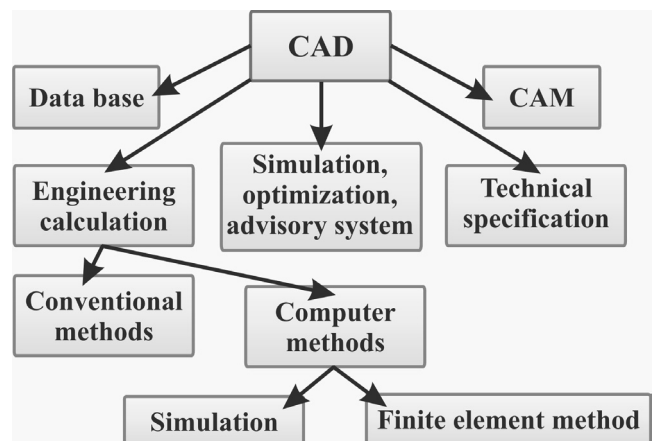 CAD
Data base
CAM
Engineering
calculation
Simulation,
optimization,
advisory system
Technical
specification
Conventional
methods
Computer
methods
Simulation
Finite element method